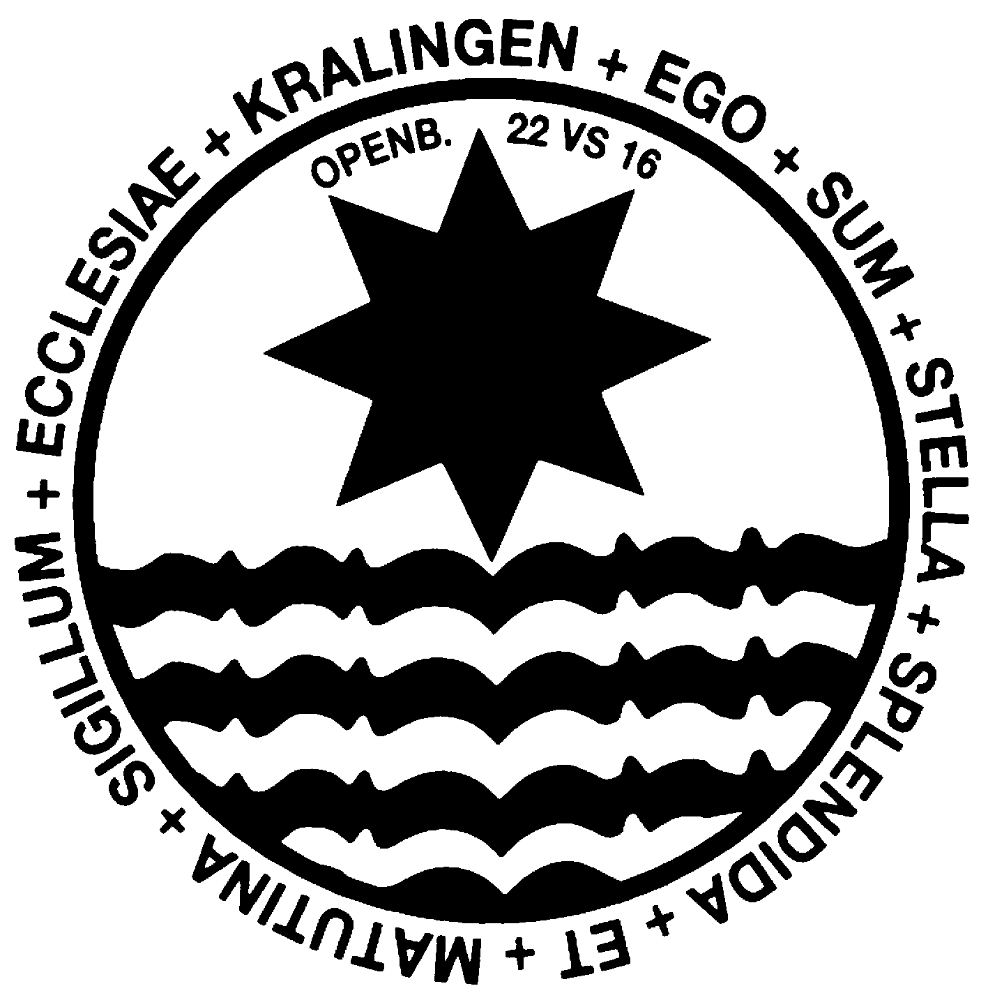 SIGILLUM + ECCLESIAE + KRALINGEN + EGO + SUM + STELLA + SPLENDIDA + ET + MATUTINA +
OPENB. 22 VS 16